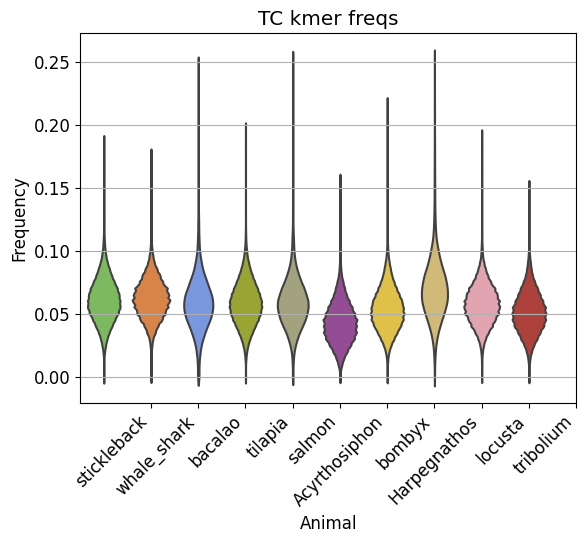 TC kmer freqs
Frequency
0.25
0.20
0.15
0.10
0.05
0.00
stickleback
whale_shark
bacalao
tilapia
salmon
Acyrthosiphon
bombyx
Harpegnathos
locusta
tribolium
Animal